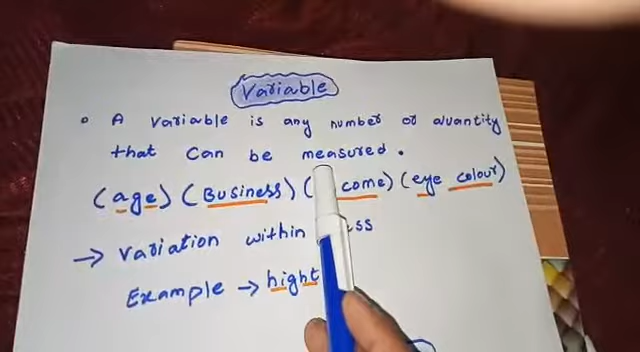 Variable
A Variable is any number or quantity
that can be measured.
(age) (Business) ( come) (eye colour)
→ Variation within ss
Example → hight